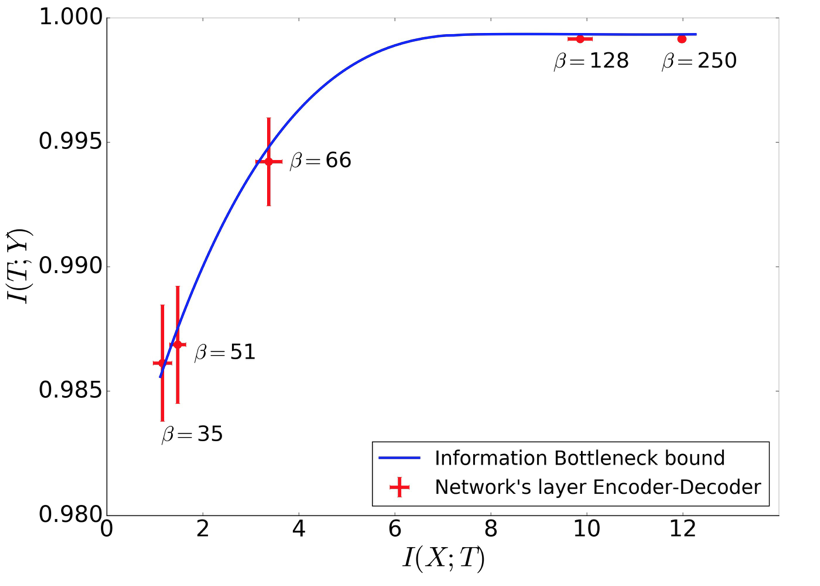 1.000
0.995
0.990
0.985
0.980
I(T; Y)
β = 128
β = 250
β = 66
β = 51
β = 35
Information Bottleneck bound
Network's layer Encoder-Decoder
0 2 4 6 8 10 12
I(X; T)